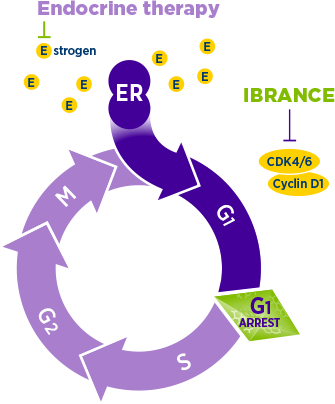 Endocrine therapy
E strogen
E
E
E
E
E
E
E
ER
IBRANCE
CDK4/6
Cyclin D1
G1
G1
ARREST
S
G2
M